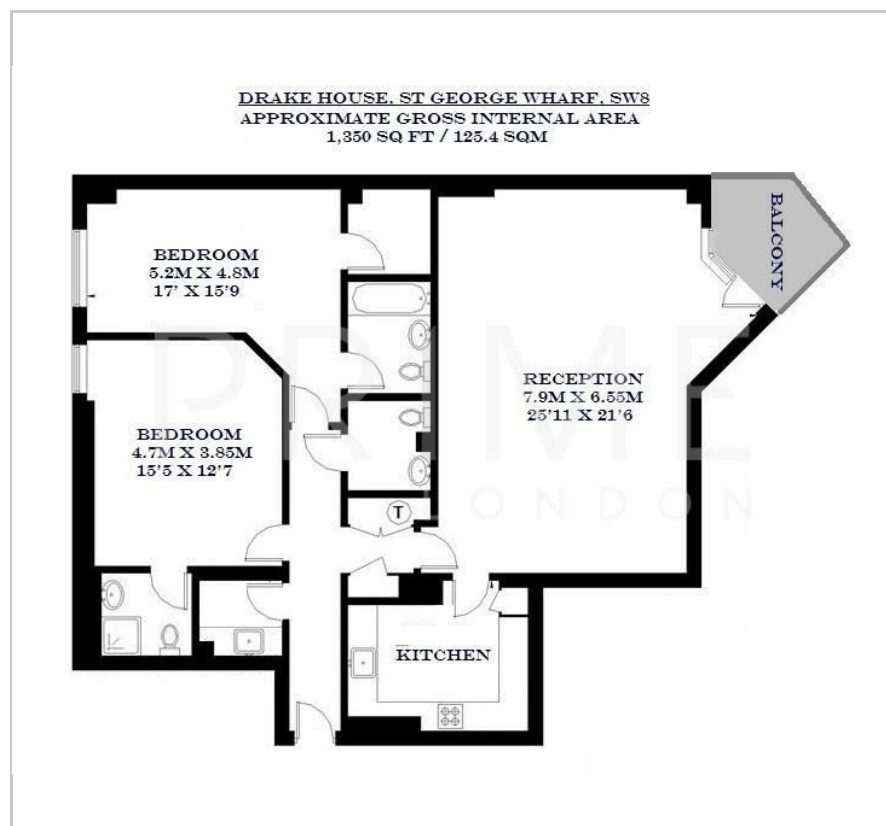 DRAKE HOUSE, ST GEORGE WHARF, SW8
APPROXIMATE GROSS INTERNAL AREA
1,350 SQ FT / 125.4 SQM
BALCONY
BEDROOM
5.2M X 4.8M
17' X 15'9
PRIME
LONDON
RECEPTION
7.9M X 6.55M
25'11 X 21'6
BEDROOM
4.7M X 3.85M
15'5 X 12'7
T
KITCHEN